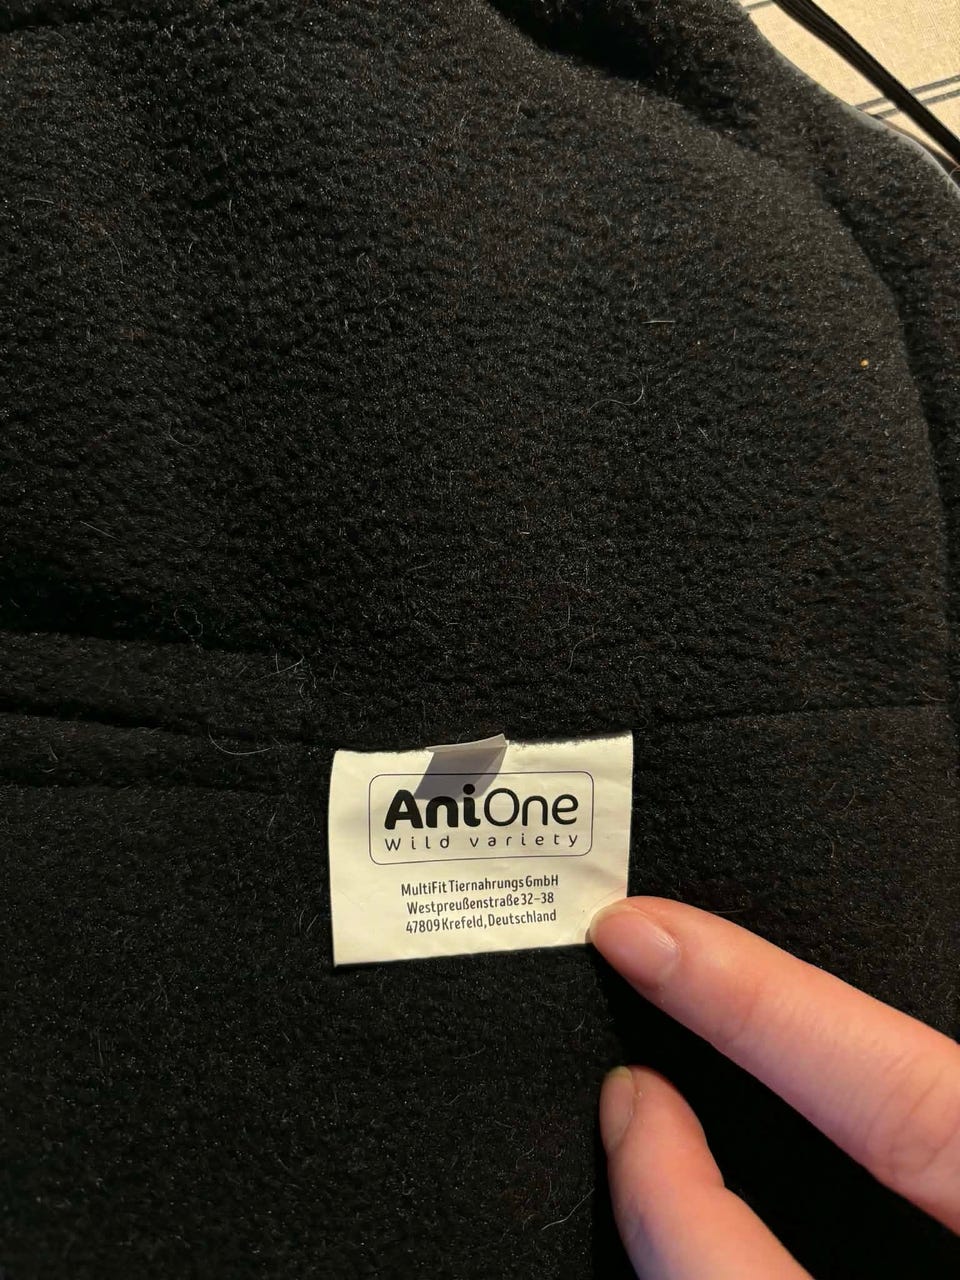 AniOne
Wild variety
MultiFit Tiernahrungs GmbH
Westpreußenstraße 32-38
47809 Krefeld, Deutschland